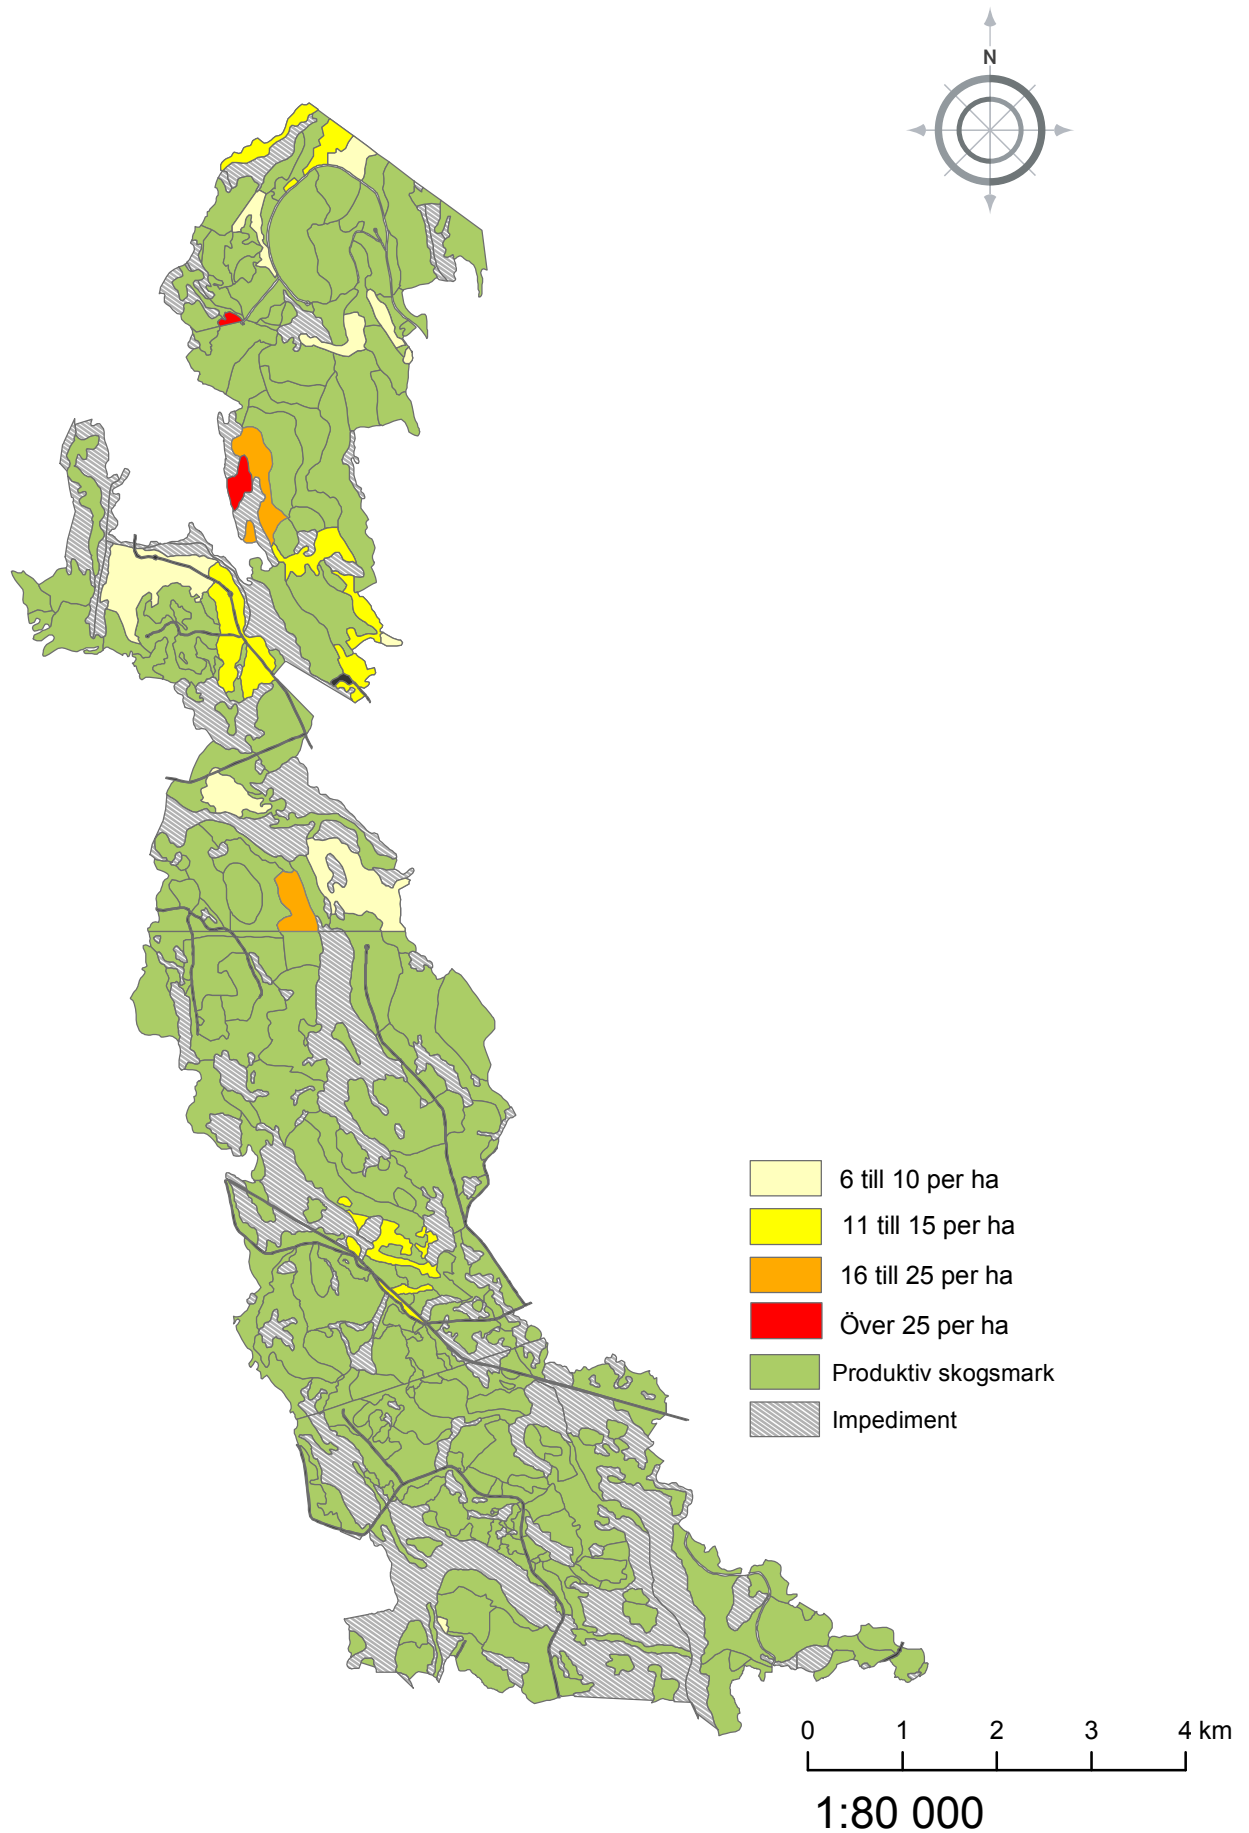 N
6 till 10 per ha
11 till 15 per ha
16 till 25 per ha
Över 25 per ha
Produktiv skogsmark
Impediment
0 1 2 3 4 km
1:80 000